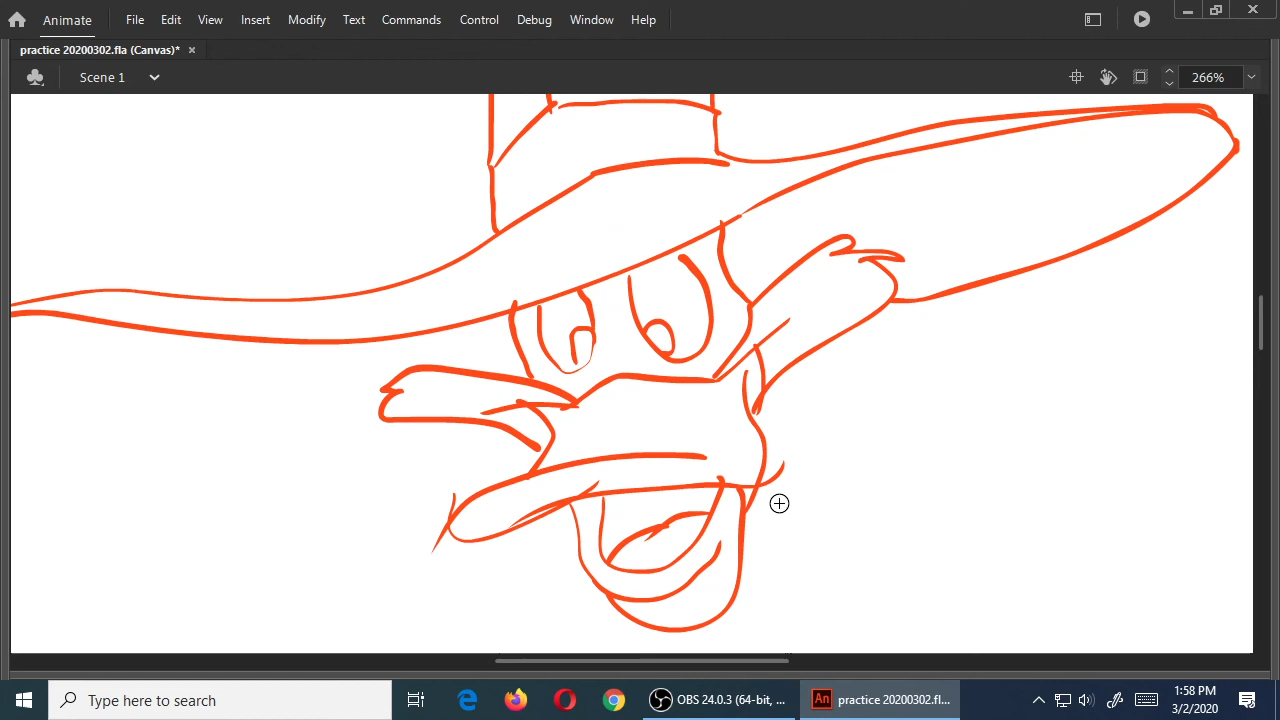 Animate File Edit View Insert Modify Text Commands Control Debug Window Help
practice 20200302.fla (Canvas)* ×
Scene 1 266%
Type here to search OBS 24.0.3 (64-bit, ... An practice 20200302.fl... 1:58 PM
3/2/2020